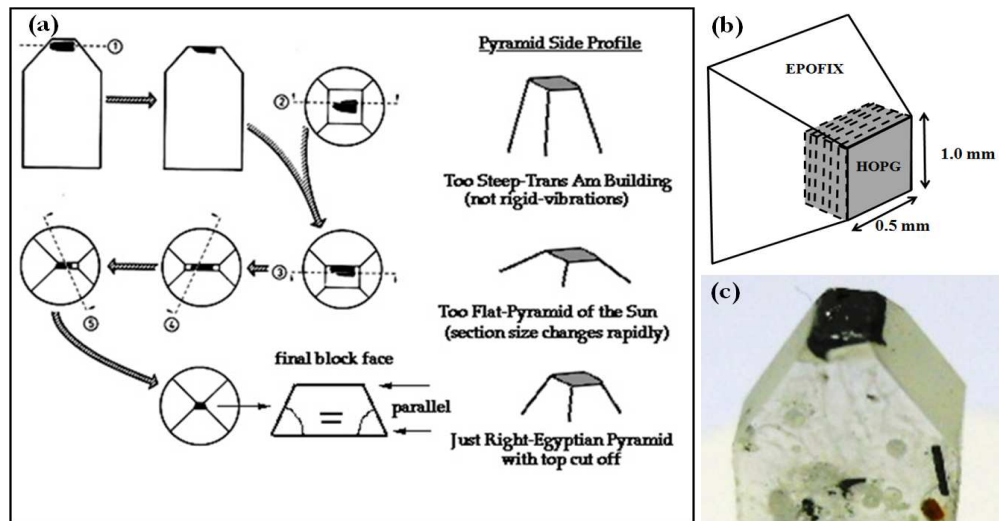 (a)
①
②
③
④
⑤
Pyramid Side Profile
Too Steep-Trans Am Building
(not rigid-vibrations)
Too Flat-Pyramid of the Sun
(section size changes rapidly)
final block face
=
parallel
Just Right-Egyptian Pyramid
with top cut off
(b)
EPOFIX
HOPG
1.0 mm
0.5 mm
(c)